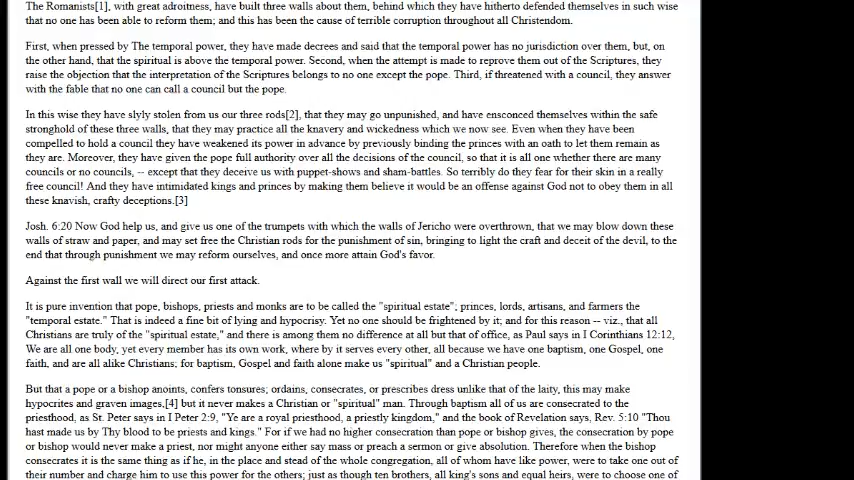 The Romanists[1], with great adroitness, have built three walls about them, behind which they have hitherto defended themselves in such wise
that no one has been able to reform them; and this has been the cause of terrible corruption throughout all Christendom.
First, when pressed by The temporal power, they have made decrees and said that the temporal power has no jurisdiction over them, but, on
the other hand, that the spiritual is above the temporal power. Second, when the attempt is made to reprove them out of the Scriptures, they
raise the objection that the interpretation of the Scriptures belongs to no one except the pope. Third, if threatened with a council, they answer
with the fable that no one can call a council but the pope.
In this wise they have slyly stolen from us our three rods[2], that they may go unpunished, and have ensconced themselves within the safe
stronghold of these three walls, that they may practice all the knavery and wickedness which we now see. Even when they have been
compelled to hold a council they have weakened its power in advance by previously binding the princes with an oath to let them remain as
they are. Moreover, they have given the pope full authority over all the decisions of the council, so that it is all one whether there are many
councils or no councils, -- except that they deceive us with puppet-shows and sham-battles. So terribly do they fear for their skin in a really
free council! And they have intimidated kings and princes by making them believe it would be an offense against God not to obey them in all
these knavish, crafty deceptions.[3]
Josh. 6:20 Now God help us, and give us one of the trumpets with which the walls of Jericho were overthrown, that we may blow down these
walls of straw and paper, and may set free the Christian rods for the punishment of sin, bringing to light the craft and deceit of the devil, to the
end that through punishment we may reform ourselves, and once more attain God's favor.
Against the first wall we will direct our first attack.
It is pure invention that pope, bishops, priests and monks are to be called the "spiritual estate"; princes, lords, artisans, and farmers the
"temporal estate." That is indeed a fine bit of lying and hypocrisy. Yet no one should be frightened by it; and for this reason -- viz., that all
Christians are truly of the "spiritual estate," and there is among them no difference at all but that of office, as Paul says in I Corinthians 12:12,
We are all one body, yet every member has its own work, where by it serves every other, all because we have one baptism, one Gospel, one
faith, and are all alike Christians; for baptism, Gospel and faith alone make us "spiritual" and a Christian people.
But that a pope or a bishop anoints, confers tonsures; ordains, consecrates, or prescribes dress unlike that of the laity, this may make
hypocrites and graven images,[4] but it never makes a Christian or "spiritual" man. Through baptism all of us are consecrated to the
priesthood, as St. Peter says in I Peter 2:9, "Ye are a royal priesthood, a priestly kingdom," and the book of Revelation says, Rev. 5:10 "Thou
hast made us by Thy blood to be priests and kings." For if we had no higher consecration than pope or bishop gives, the consecration by pope
or bishop would never make a priest, nor might anyone either say mass or preach a sermon or give absolution. Therefore when the bishop
consecrates it is the same thing as if he, in the place and stead of the whole congregation, all of whom have like power, were to take one out of
their number and charge him to use this power for the others; just as though ten brothers, all king's sons and equal heirs, were to choose one of